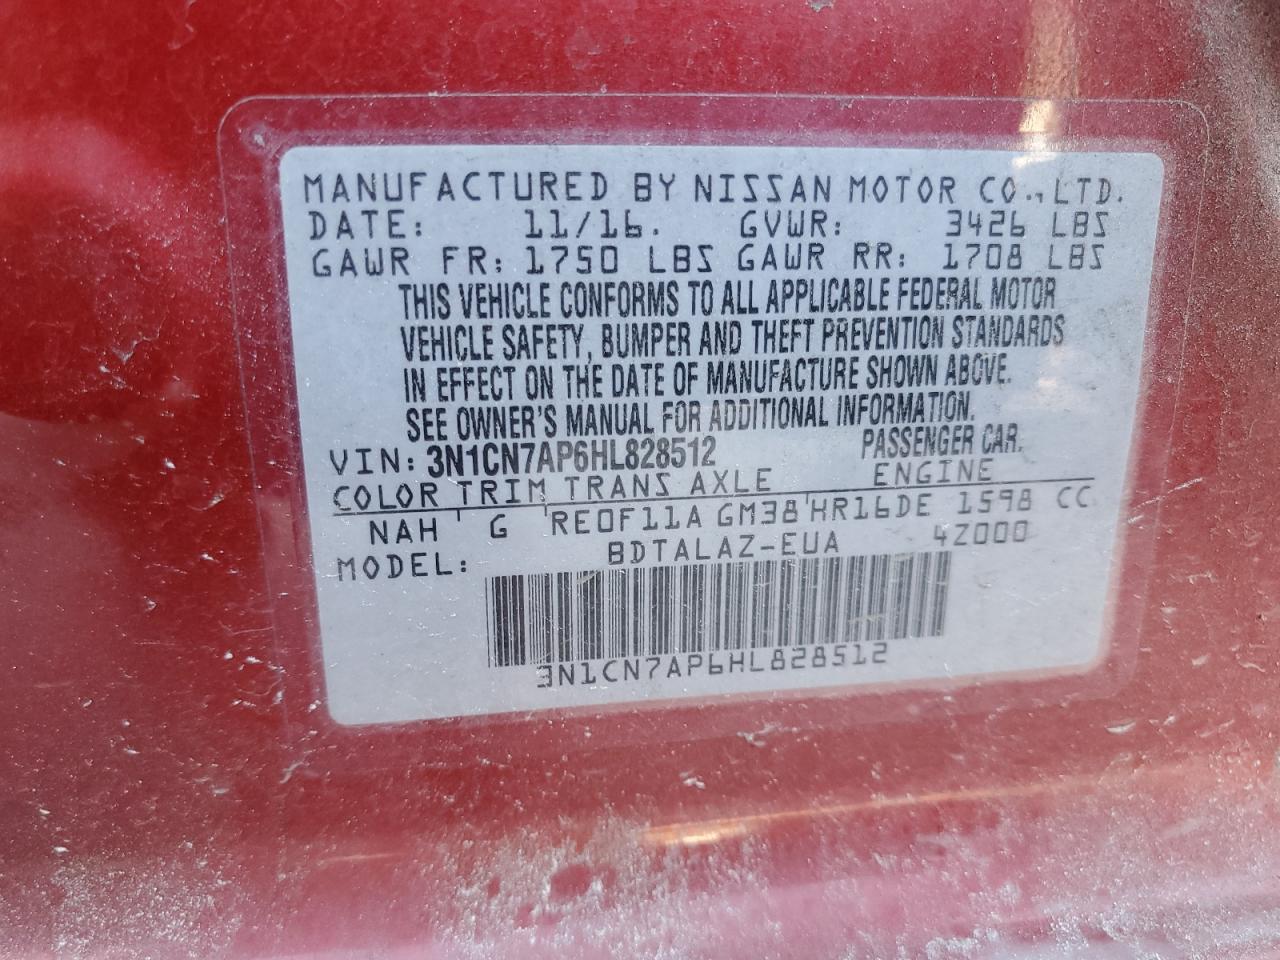 MANUFACTURED BY NISSAN MOTOR CO., LTD.
DATE: 11/16. GVWR: 3426 LBS
GAWR FR: 1750 LBS GAWR RR: 1708 LBS
THIS VEHICLE CONFORMS TO ALL APPLICABLE FEDERAL MOTOR
VEHICLE SAFETY, BUMPER AND THEFT PREVENTION STANDARDS
IN EFFECT ON THE DATE OF MANUFACTURE SHOWN ABOVE.
SEE OWNER'S MANUAL FOR ADDITIONAL INFORMATION.
VIN: 3N1CN7AP6HL828512 PASSENGER CAR.
COLOR TRIM TRANS AXLE ENGINE
NAH G RE0F11A GM38 HR16DE 1598 CC
MODEL: BDTALAZ-EUA 4Z000
3N1CN7AP6HL828512